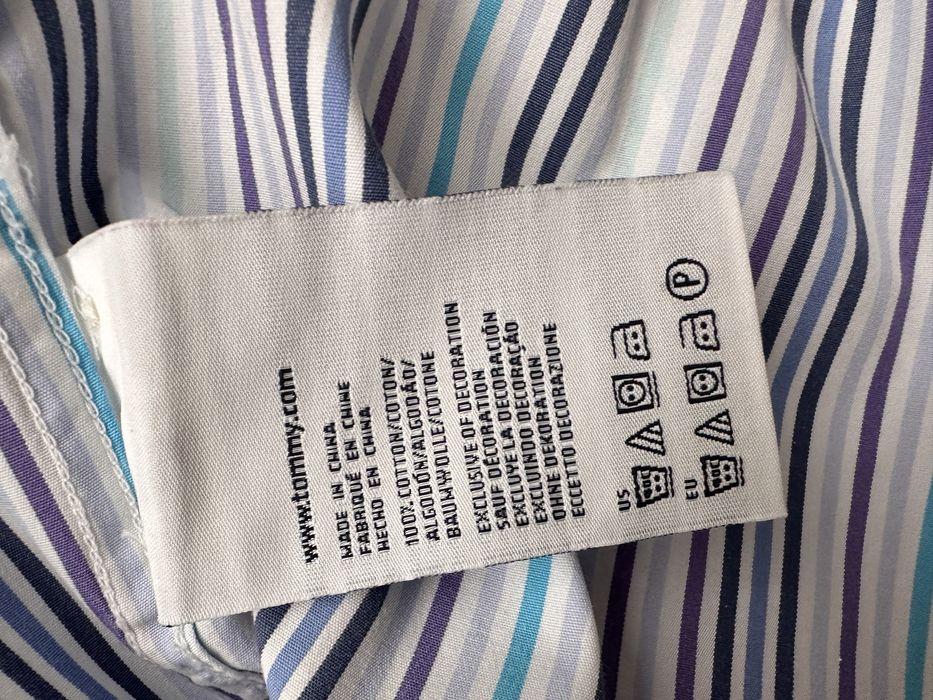 www.tommy.com
MADE IN CHINA
FABRIQUÉ EN CHINE
HECHO EN CHINA
100% COTTON/COTON/
ALGODÓN/ALGODÃO/
BAUMWOLLE/COTONE
EXCLUSIVE OF DECORATION
SAUF DÉCORATION
EXCLUYE LA DECORACIÓN
EXCLUINDO DECORAÇÃO
OHNE DEKORATION
ECCETTO DECORAZIONE
US
EU
P